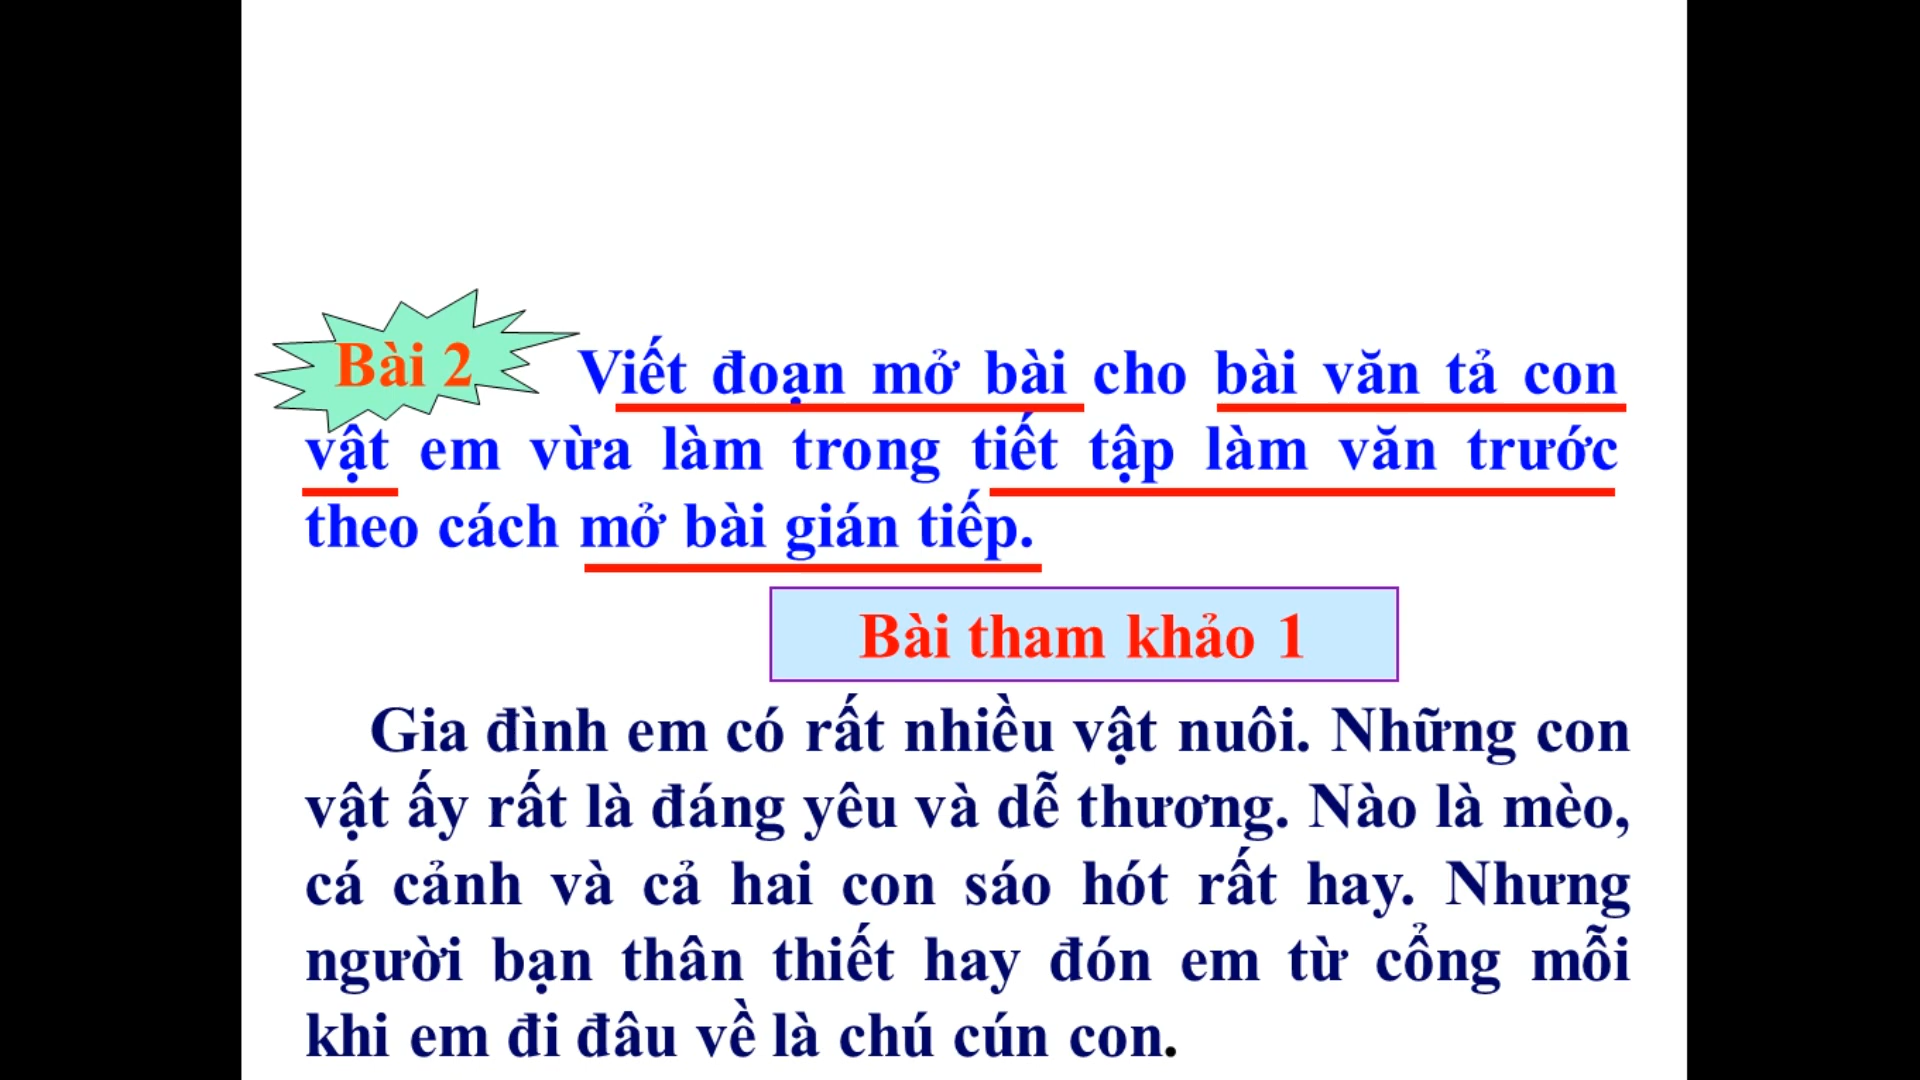 Bài 2
Viết đoạn mở bài cho bài văn tả con
vật em vừa làm trong tiết tập làm văn trước
theo cách mở bài gián tiếp.
Bài tham khảo 1
Gia đình em có rất nhiều vật nuôi. Những con
vật ấy rất là đáng yêu và dễ thương. Nào là mèo,
cá cảnh và cả hai con sáo hót rất hay. Nhưng
người bạn thân thiết hay đón em từ cổng mỗi
khi em đi đâu về là chú cún con.